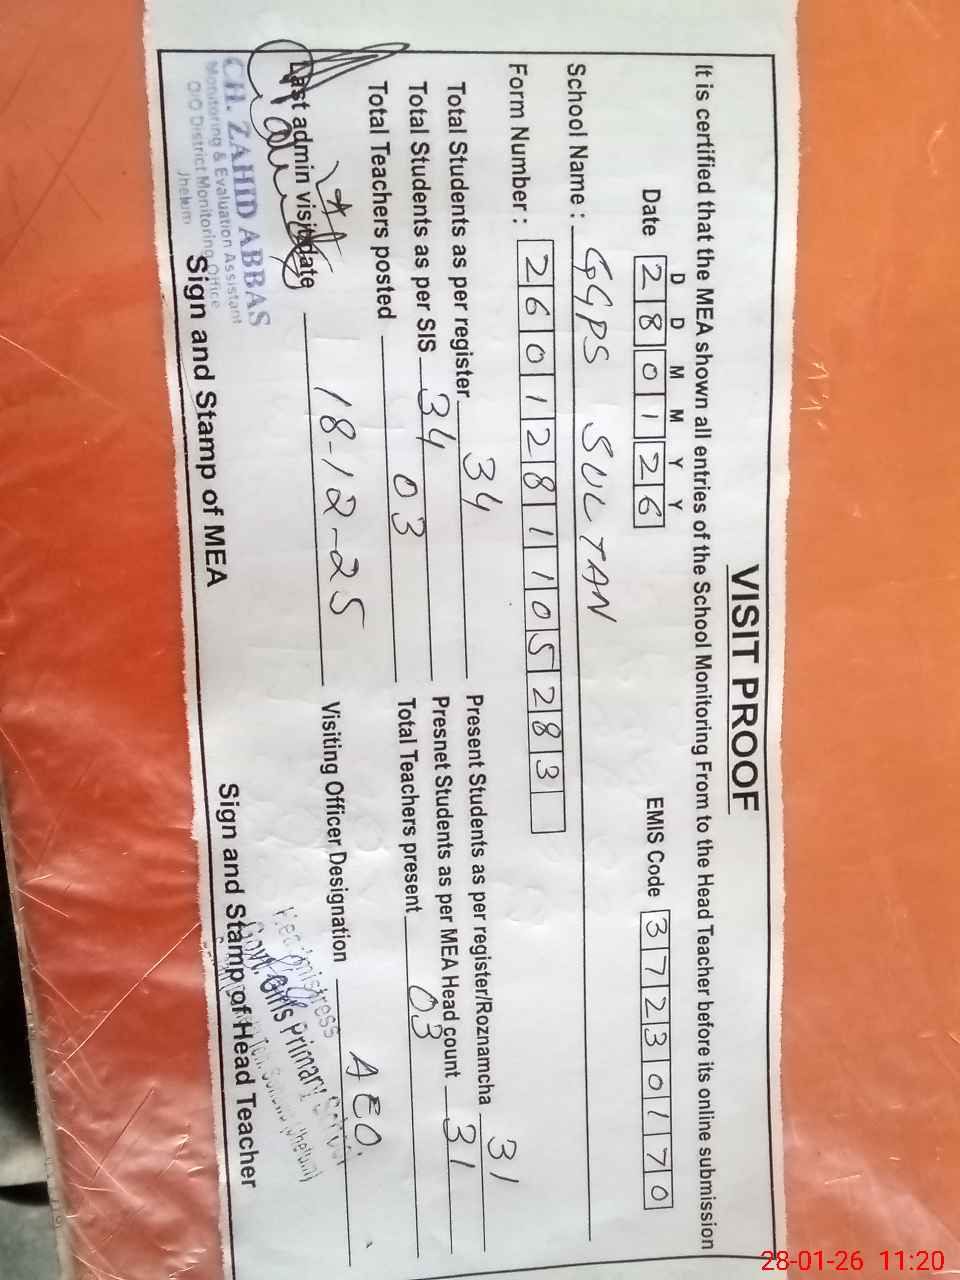 VISIT PROOF
It is certified that the MEA shown all entries of the School Monitoring From to the Head Teacher before its online submission
D D M M Y Y
Date 2 8 0 1 2 6 EMIS Code 3 7 2 3 0 1 7 0
School Name : GGPS SULTAN
Form Number : 2 6 0 1 2 8 1 1 0 5 2 8 3
Total Students as per register 34 Present Students as per register/Roznamcha 31
Total Students as per SIS 34 Presnet Students as per MEA Head count 31
Total Teachers posted 03 Total Teachers present 03
Last admin visit date 18-12-25 Visiting Officer Designation AEO
CH. ZAHID ABBAS
Monitoring & Evaluation Assistant
O/O District Monitoring Office
Jhelum
Headmistress
Govt. Girls Primary
Sign and Stamp of MEA Sign and Stamp of Head Teacher
28-01-26 11:20